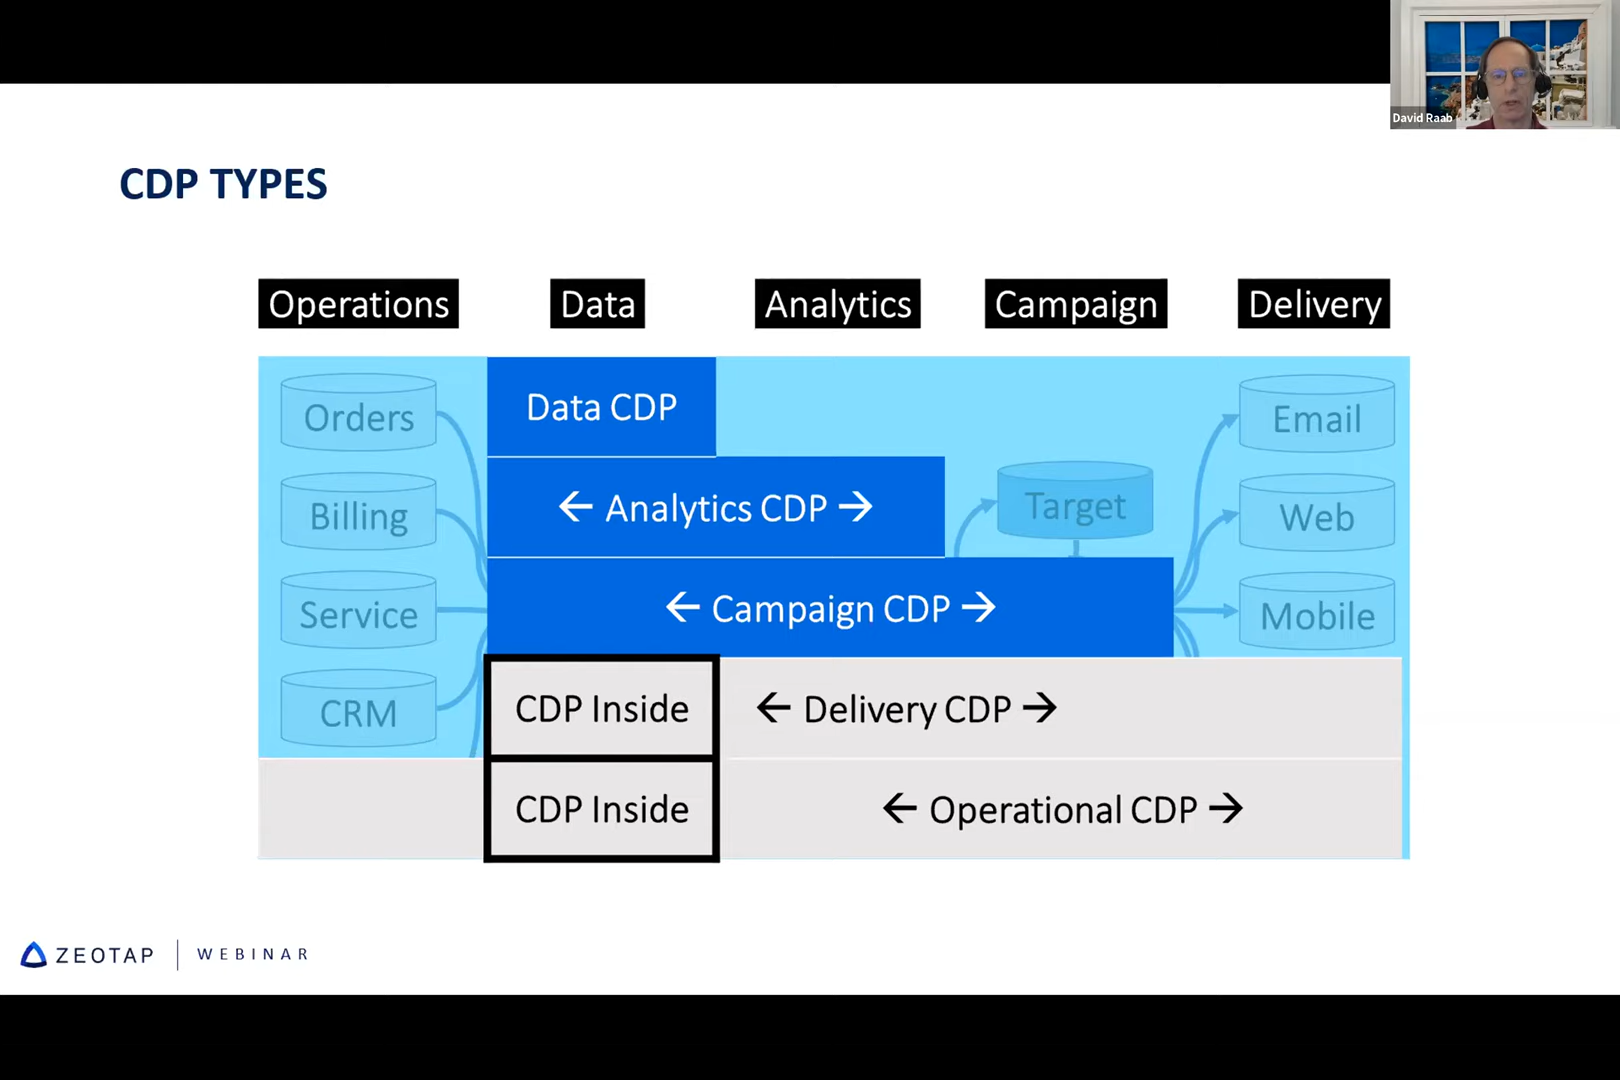 David Raab
CDP TYPES
Operations Data Analytics Campaign Delivery
Orders
Billing
Service
CRM
Data CDP
← Analytics CDP →
← Campaign CDP →
Target
Email
Web
Mobile
CDP Inside ← Delivery CDP →
CDP Inside ← Operational CDP →
ZEOTAP | WEBINAR